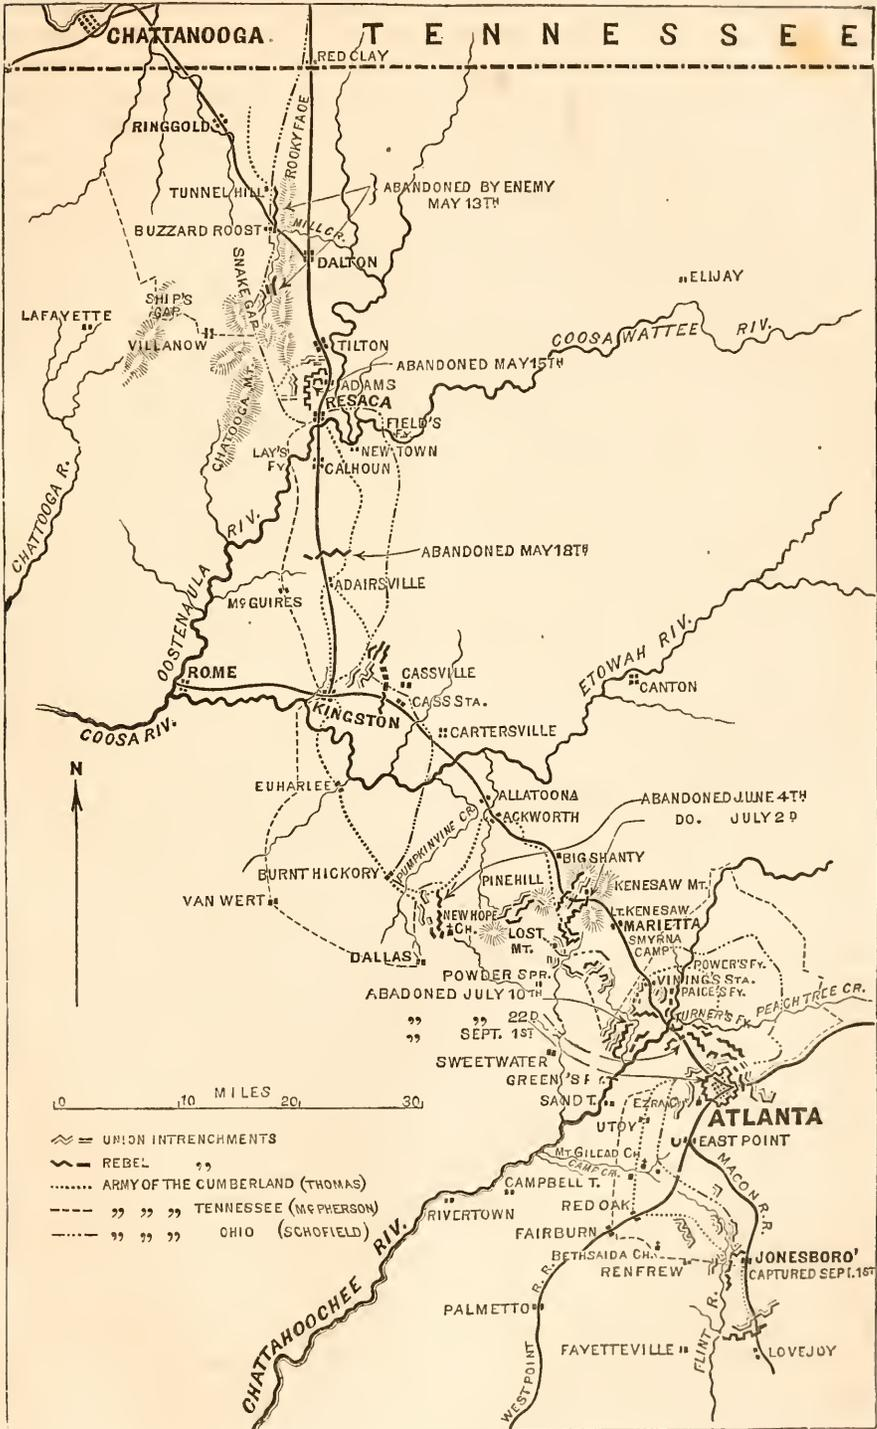 CHATTANOOGA.
TENNESSEE
RED CLAY
RINGGOLD
ROCKY FACE
TUNNEL HILL
ABANDONED BY ENEMY
MAY 13TH
BUZZARD ROOST
MILL CR.
DALTON
SNAKE GAP
ELIJAY
SHIP'S
GAP
LAFAYETTE
VILLANOW
COOSAWATTEE RIV.
TILTON
ABANDONED MAY 15TH
ADAMS
RESACA
CHATOOGA MT.
FIELD'S
FY.
LAY'S
FY.
NEWTOWN
CALHOUN
CHATTOOGA R.
OOSTENAULA RIV.
ABANDONED MAY 18TH
ADAIRSVILLE
McGUIRES
ROME
CASSVILLE
CASS STA.
ETOWAH RIV.
CANTON
KINGSTON
COOSA RIV.
CARTERSVILLE
N
EUHARLEE
ALLATOONA
ACKWORTH
ABANDONED JUNE 4TH
DO. JULY 2D
PUMPKINVINE CR.
BIG SHANTY
BURNT HICKORY
PINE HILL
KENESAW MT.
VAN WERT
NEW HOPE
CH.
LT. KENESAW
MARIETTA
LOST
MT.
SMYRNA
CAMP
DALLAS
POWER'S FY.
POWDER SPR.
VINING'S STA.
PAICE'S FY.
ABADONED JULY 10TH
" " 22D
" SEPT. 1ST
TURNER'S FY.
PEACHTREE CR.
SWEETWATER
GREEN'S F
SAND T.
EZRA CH.
ATLANTA
UTOY
EAST POINT
MILES
0 10 20 30
UNION INTRENCHMENTS
REBEL "
ARMY OF THE CUMBERLAND (THOMAS)
" " " TENNESSEE (McPHERSON)
" " " OHIO (SCHOFIELD)
MT. GILEAD CH.
CAMP CR.
CAMPBELL T.
MACON R.R.
RIVERTOWN
RED OAK
FAIRBURN
BETHSAIDA CH.
RENFREW
JONESBORO'
CAPTURED SEPT. 1ST
CHATTAHOOCHEE RIV.
PALMETTO
WEST POINT R.R.
FAYETTEVILLE
FLINT R.
LOVEJOY